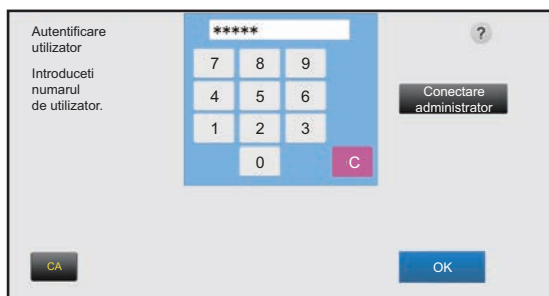 Autentificare
utilizator
Introduceti
numarul
de utilizator.
*****
?
7 8 9
4 5 6
1 2 3
0 C
Conectare
administrator
CA
OK